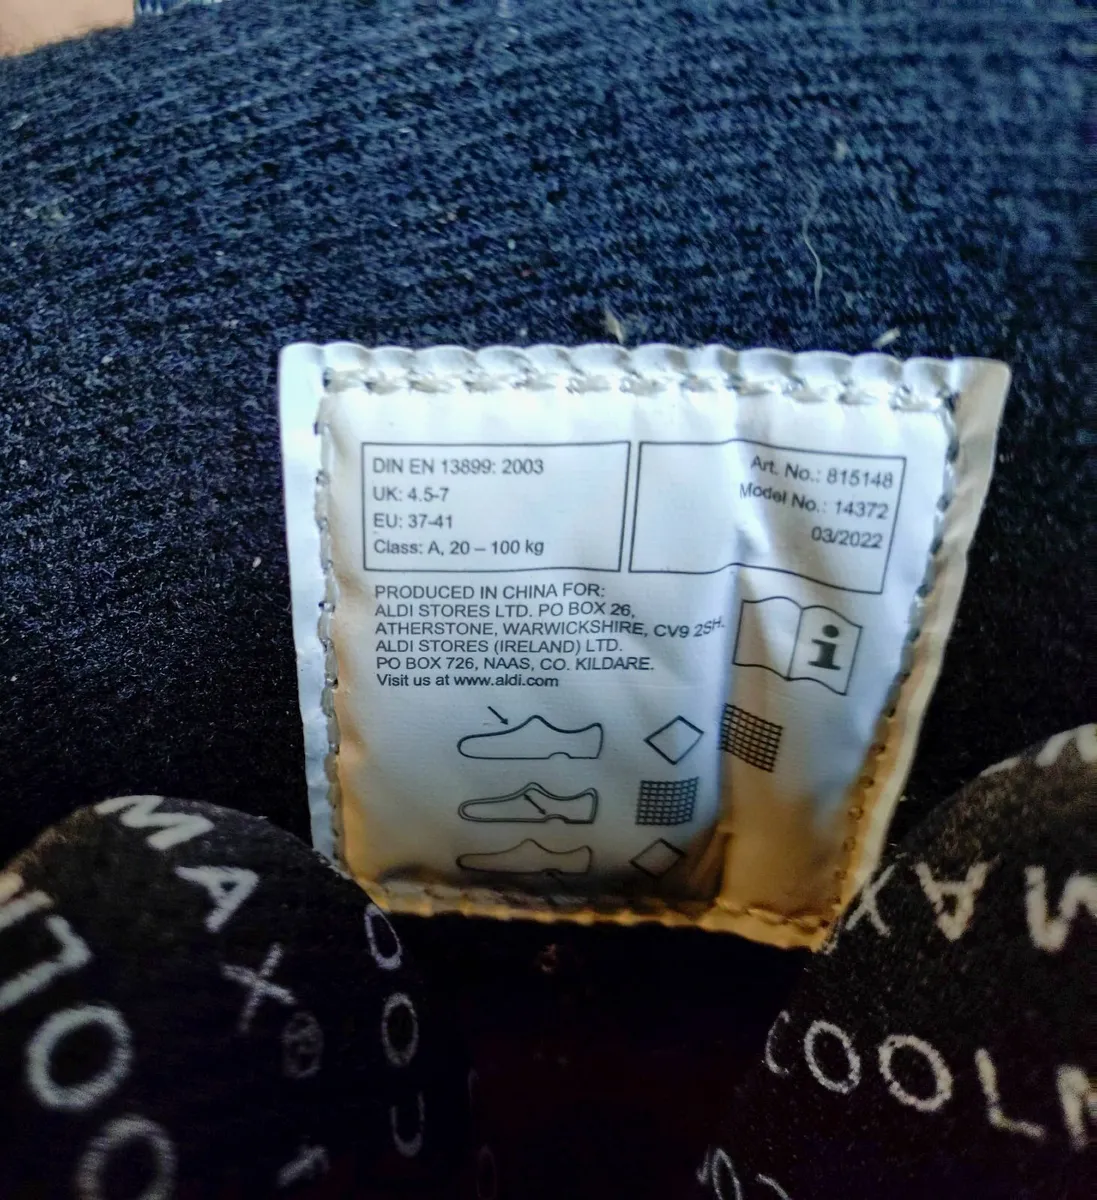 DIN EN 13899: 2003
UK: 4.5-7
EU: 37-41
Class: A, 20 – 100 kg
Art. No.: 815148
Model No.: 14372
03/2022
PRODUCED IN CHINA FOR:
ALDI STORES LTD. PO BOX 26,
ATHERSTONE, WARWICKSHIRE, CV9 2SH.
ALDI STORES (IRELAND) LTD.
PO BOX 726, NAAS, CO. KILDARE.
Visit us at www.aldi.com
i
MAX®
MAX
COOLM